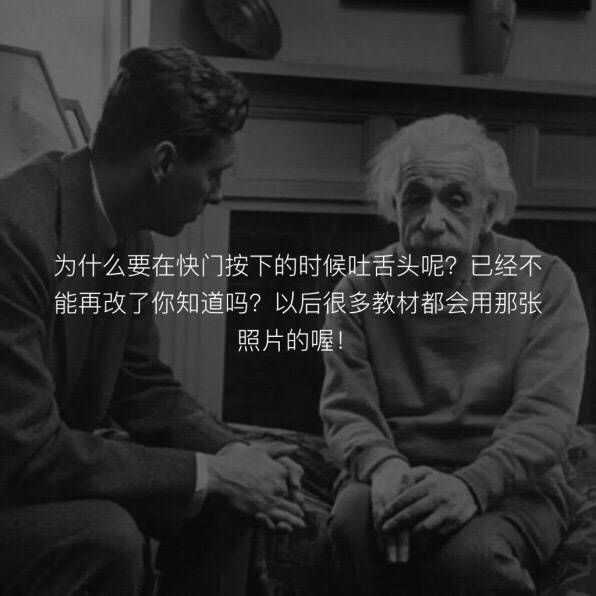 为什么要在快门按下的时候吐舌头呢？已经不
能再改了你知道吗？以后很多教材都会用那张
照片的喔！